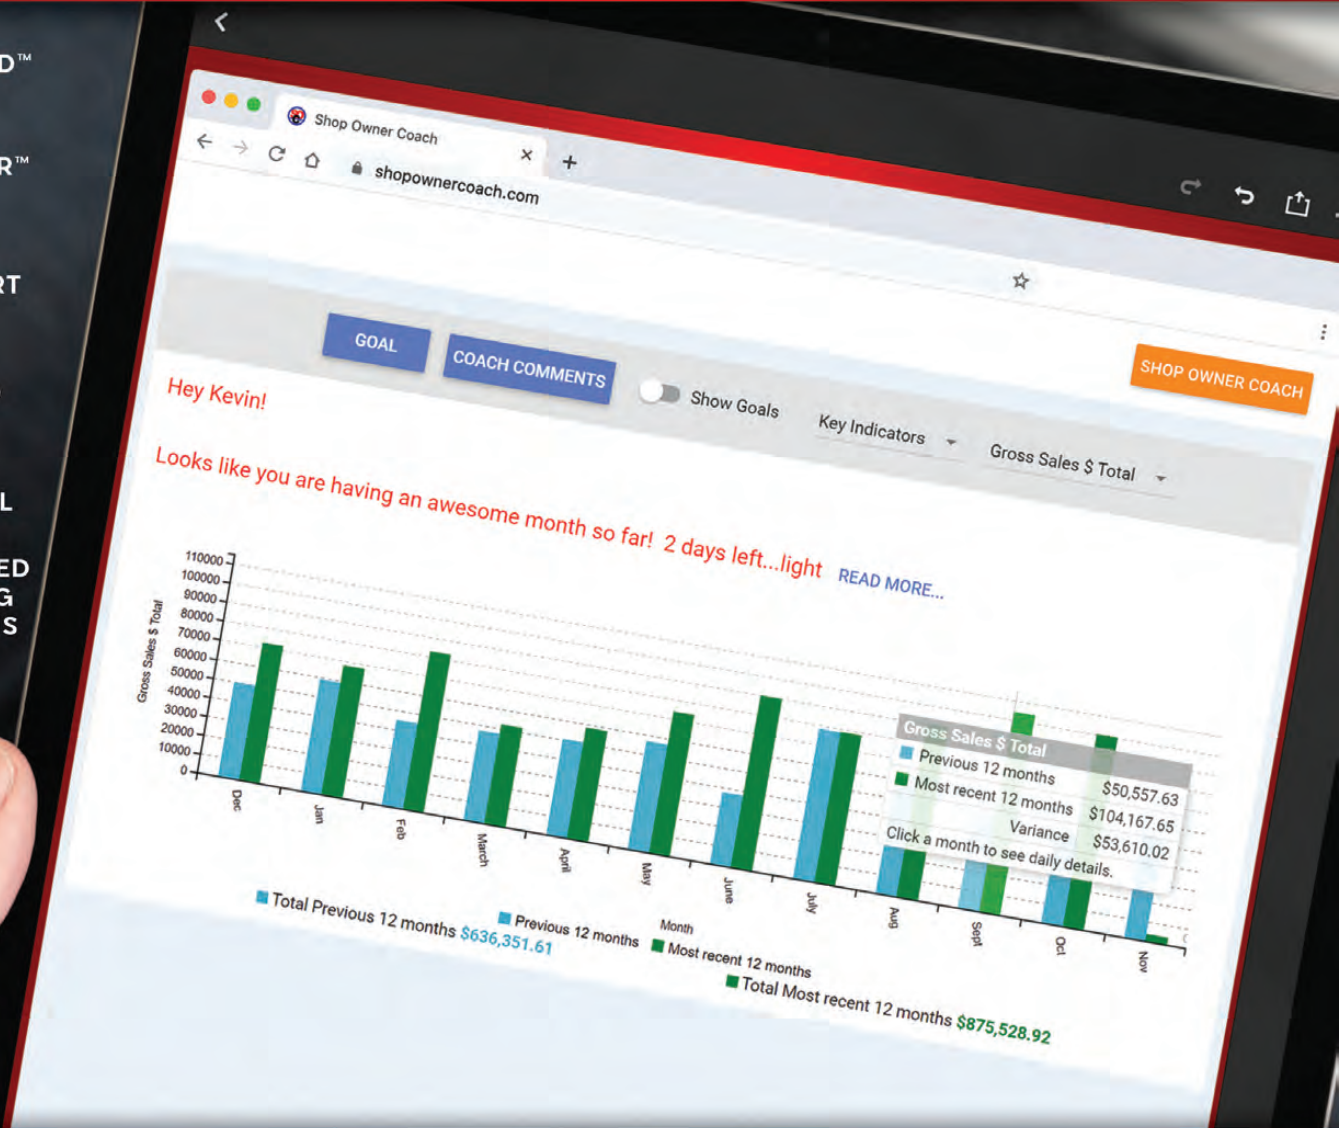 D™
R™
RT
L
ED
G
S
Shop Owner Coach
shopownercoach.com
SHOP OWNER COACH
GOAL
COACH COMMENTS
Show Goals
Key Indicators
Gross Sales $ Total
Hey Kevin!
Looks like you are having an awesome month so far! 2 days left...light READ MORE...
Gross Sales $ Total
110000
100000
90000
80000
70000
60000
50000
40000
30000
20000
10000
0
Gross Sales $ Total
Previous 12 months $50,557.63
Most recent 12 months $104,167.65
Variance $53,610.02
Click a month to see daily details.
Dec
Jan
Feb
March
April
May
June
July
Aug
Sept
Oct
Nov
Month
Previous 12 months
Most recent 12 months
Total Previous 12 months $636,351.61
Total Most recent 12 months $875,528.92